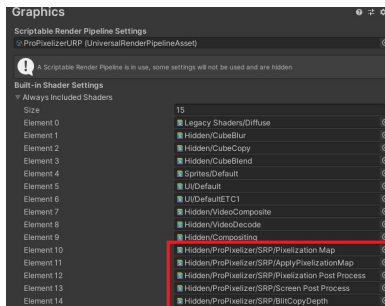 Graphics
Scriptable Render Pipeline Settings
ProPixelizerURP (UniversalRenderPipelineAsset)
A Scriptable Render Pipeline is in use, some settings will not be used and are hidden
Built-in Shader Settings
Always Included Shaders
Size 15
Element 0 Legacy Shaders/Diffuse
Element 1 Hidden/CubeBlur
Element 2 Hidden/CubeCopy
Element 3 Hidden/CubeBlend
Element 4 Sprites/Default
Element 5 UI/Default
Element 6 UI/DefaultETC1
Element 7 Hidden/VideoComposite
Element 8 Hidden/VideoDecode
Element 9 Hidden/Compositing
Element 10 Hidden/ProPixelizer/SRP/Pixelization Map
Element 11 Hidden/ProPixelizer/SRP/ApplyPixelizationMap
Element 12 Hidden/ProPixelizer/SRP/Pixelization Post Process
Element 13 Hidden/ProPixelizer/SRP/Screen Post Process
Element 14 Hidden/ProPixelizer/SRP/BlitCopyDepth